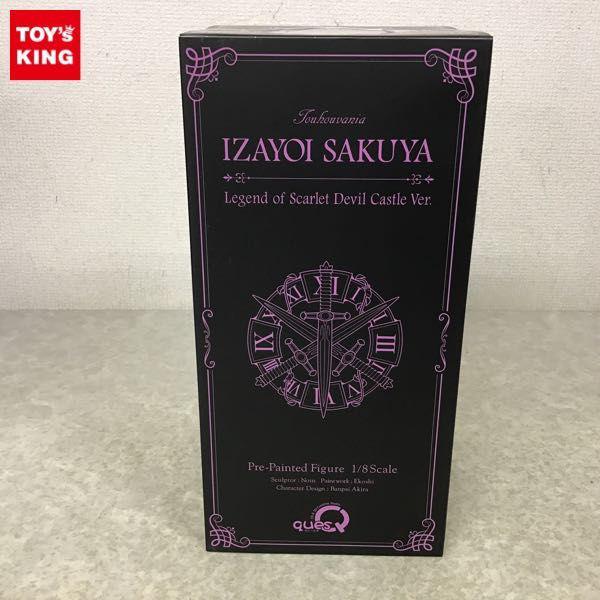 TOY's
KING
Touhouvania
IZAYOI SAKUYA
Legend of Scarlet Devil Castle Ver.
Pre-Painted Figure 1/8 Scale
Sculptor : Nous Paintwork : Ekoshi
Character Design : Banpai Akira
quesQ